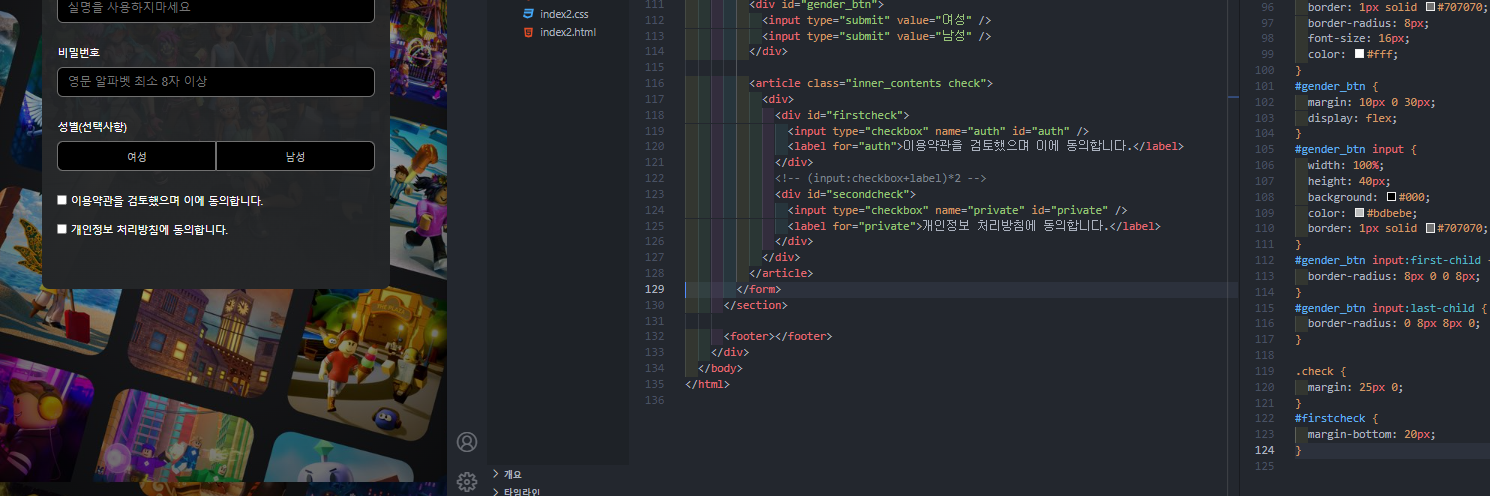 실명을 사용하지마세요
비밀번호
영문 알파벳 최소 8자 이상
성별(선택사항)
여성 남성
이용약관을 검토했으며 이에 동의합니다.
개인정보 처리방침에 동의합니다.
index2.css
index2.html
개요
타임라인
111 <div id="gender_btn">
112 <input type="submit" value="여성" />
113 <input type="submit" value="남성" />
114 </div>
115
116 <article class="inner_contents check">
117 <div>
118 <div id="firstcheck">
119 <input type="checkbox" name="auth" id="auth" />
120 <label for="auth">이용약관을 검토했으며 이에 동의합니다.</label>
121 </div>
122 <!-- (input:checkbox+label)*2 -->
123 <div id="secondcheck">
124 <input type="checkbox" name="private" id="private" />
125 <label for="private">개인정보 처리방침에 동의합니다.</label>
126 </div>
127 </div>
128 </article>
129 </form>
130 </section>
131
132 <footer></footer>
133 </div>
134 </body>
135 </html>
136
96 border: 1px solid #707070;
97 border-radius: 8px;
98 font-size: 16px;
99 color: #fff;
100 }
101 #gender_btn {
102 margin: 10px 0 30px;
103 display: flex;
104 }
105 #gender_btn input {
106 width: 100%;
107 height: 40px;
108 background: #000;
109 color: #bdbebe;
110 border: 1px solid #707070;
111 }
112 #gender_btn input:first-child
113 border-radius: 8px 0 0 8px;
114 }
115 #gender_btn input:last-child {
116 border-radius: 0 8px 8px 0;
117 }
118
119 .check {
120 margin: 25px 0;
121 }
122 #firstcheck {
123 margin-bottom: 20px;
124 }
125